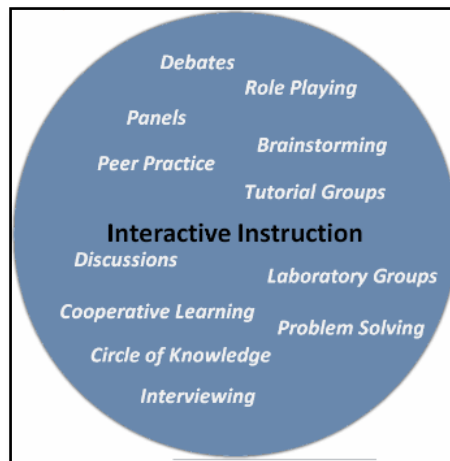 Debates
Role Playing
Panels
Brainstorming
Peer Practice
Tutorial Groups
Interactive Instruction
Discussions
Laboratory Groups
Cooperative Learning
Problem Solving
Circle of Knowledge
Interviewing